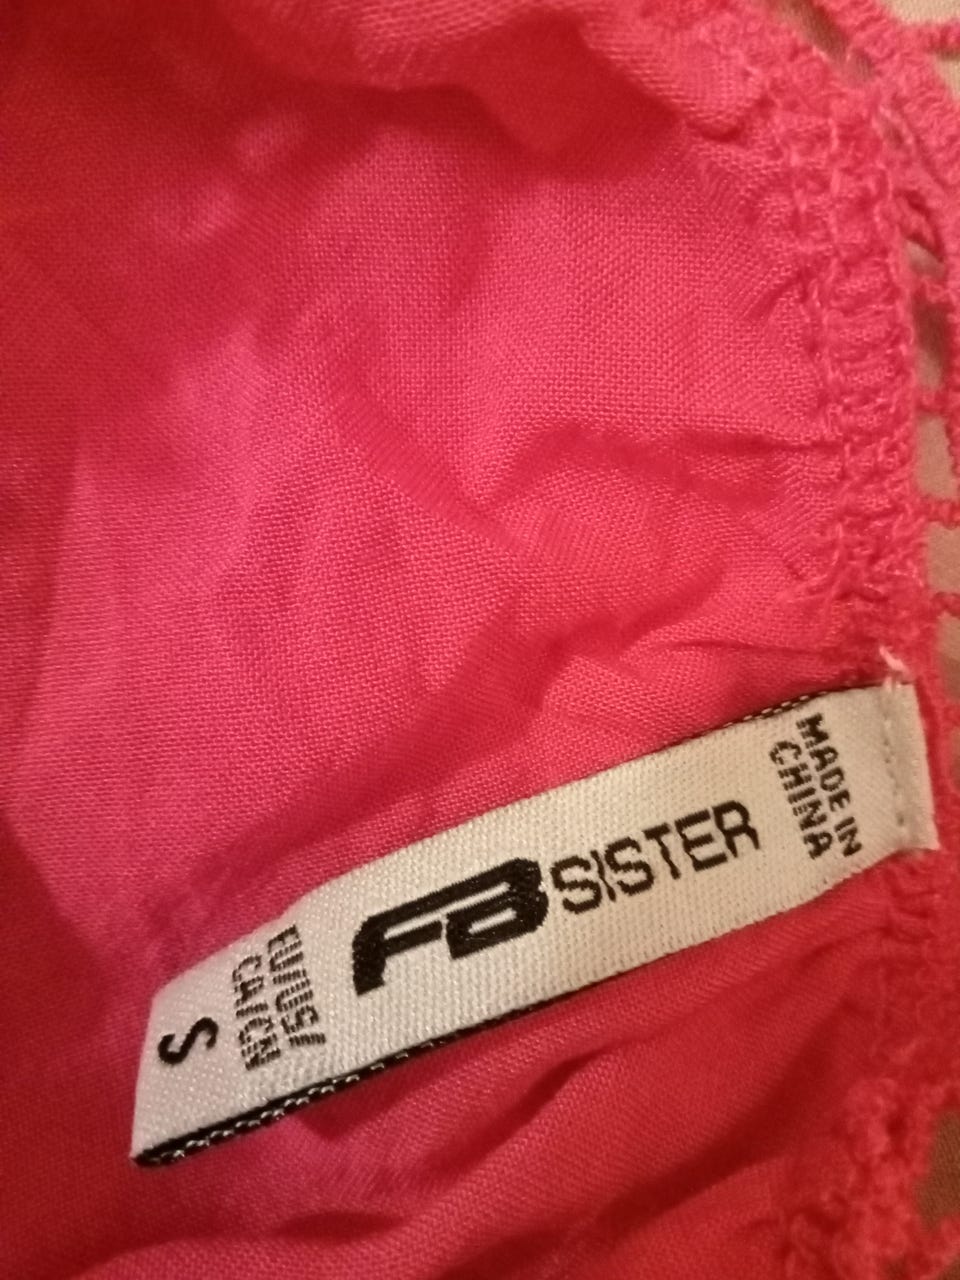 MADE IN
CHINA
FB SISTER
EU/US/
CA/CN
S